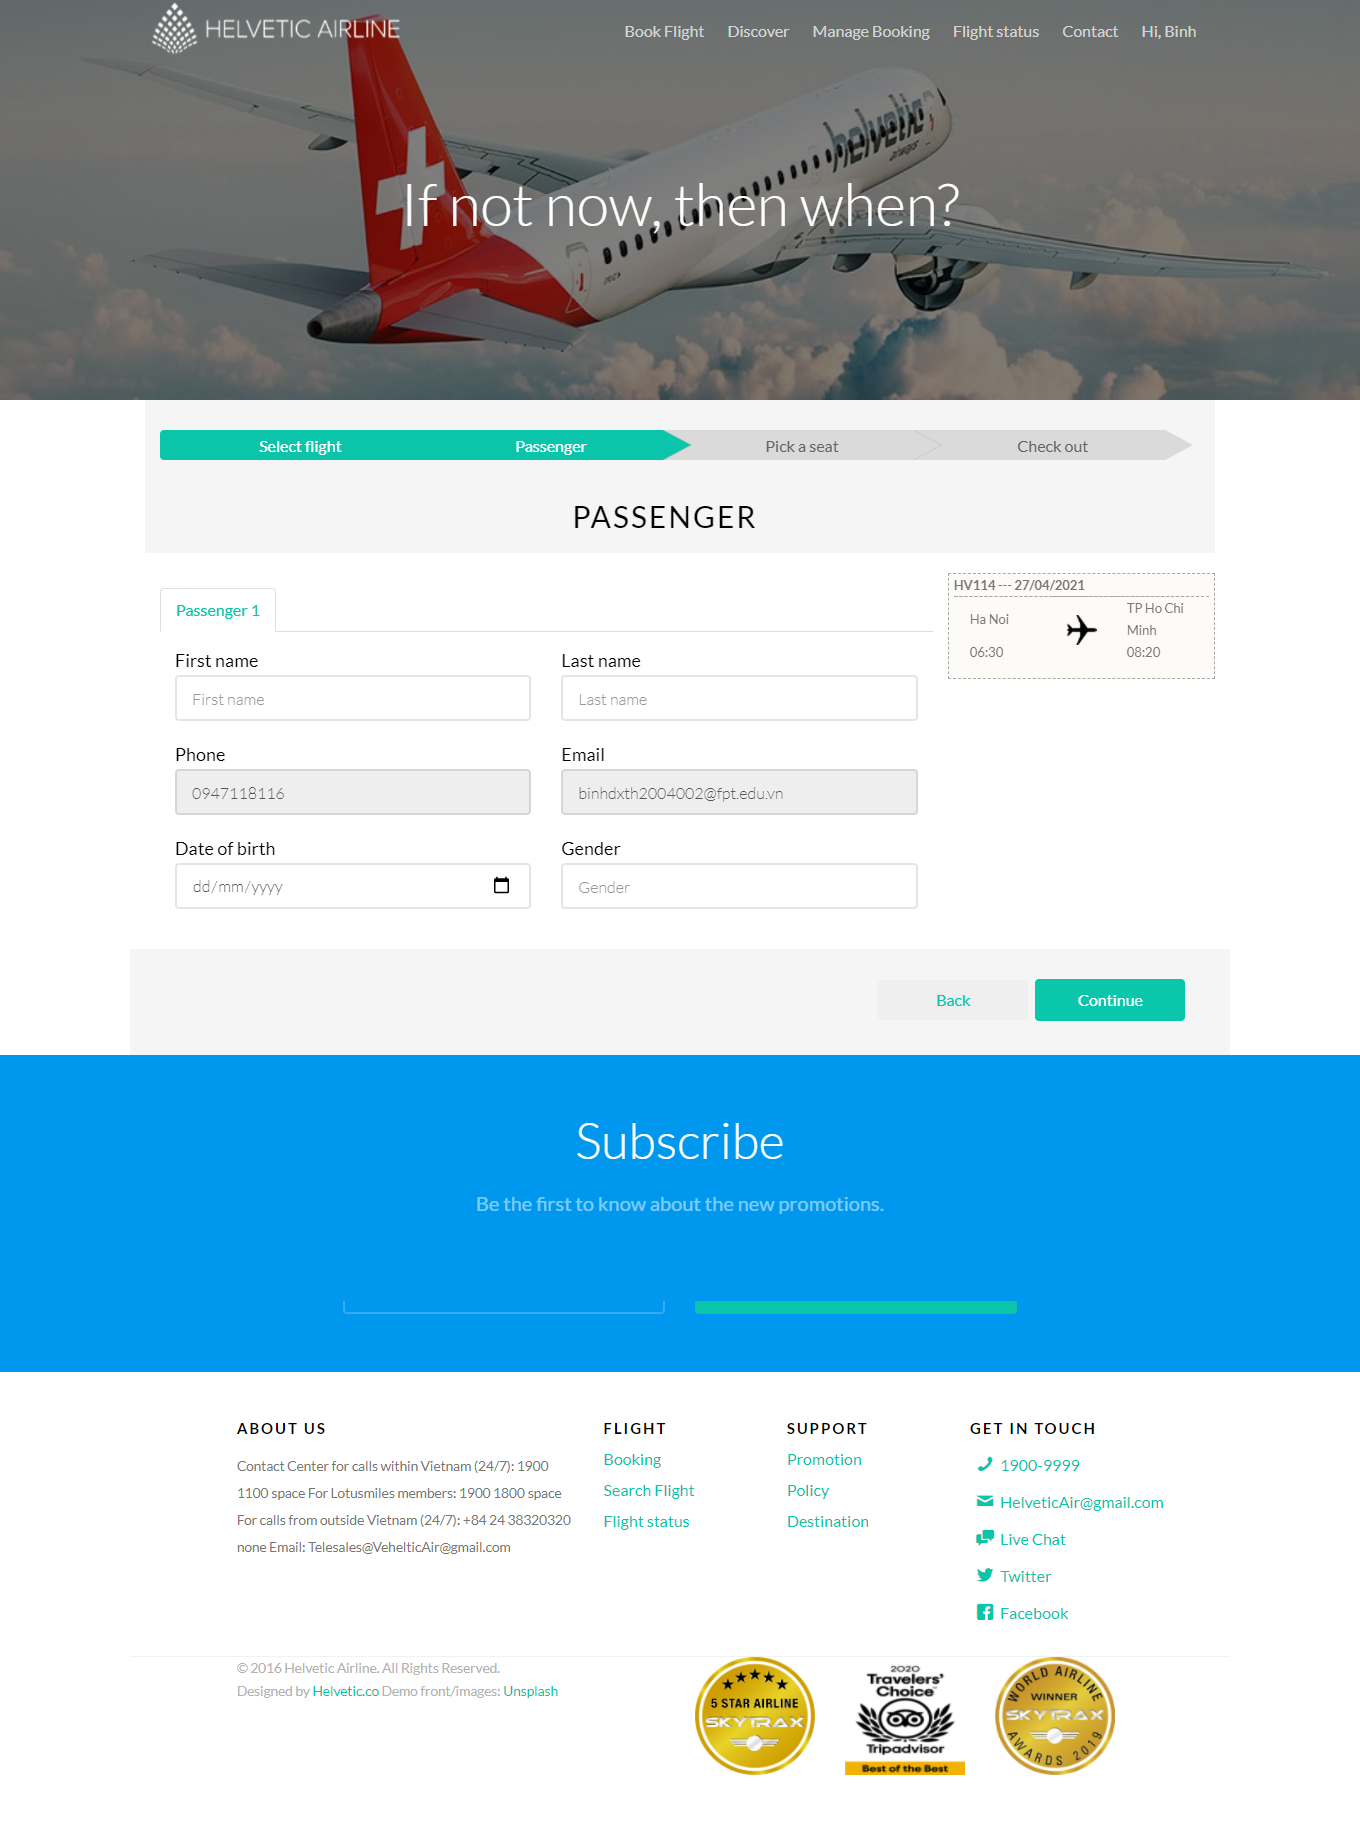 HELVETIC AIRLINE
Book Flight
Discover
Manage Booking
Flight status
Contact
Hi, Binh
helvetic
airways
If not now, then when?
Select flight
Passenger
Pick a seat
Check out
PASSENGER
HV114 --- 27/04/2021
Ha Noi
06:30
TP Ho Chi
Minh
08:20
Passenger 1
First name
Last name
First name
Last name
Phone
Email
0947118116
binhdxth2004002@fpt.edu.vn
Date of birth
Gender
dd/mm/yyyy
Gender
Back
Continue
Subscribe
Be the first to know about the new promotions.
ABOUT US
Contact Center for calls within Vietnam (24/7): 1900
1100 space For Lotusmiles members: 1900 1800 space
For calls from outside Vietnam (24/7): +84 24 38320320
none Email: Telesales@VehelticAir@gmail.com
FLIGHT
Booking
Search Flight
Flight status
SUPPORT
Promotion
Policy
Destination
GET IN TOUCH
1900-9999
HelveticAir@gmail.com
Live Chat
Twitter
Facebook
© 2016 Helvetic Airline. All Rights Reserved.
Designed by Helvetic.co Demo front/images: Unsplash
5 STAR AIRLINE
SKYTRAX
2020
Travelers'
Choice
Tripadvisor
Best of the Best
WORLD AIRLINE
WINNER
SKYTRAX
AWARDS 2019